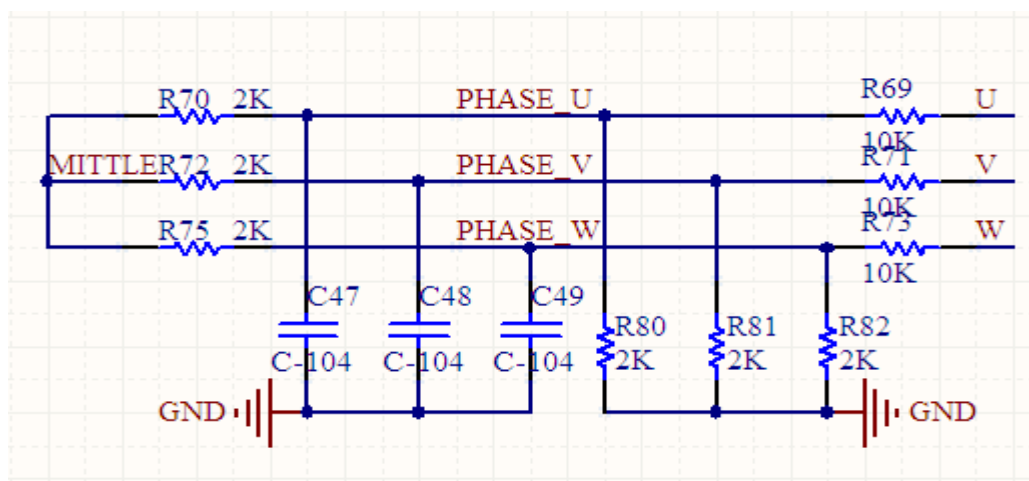 R70 2K PHASE_U R69 U
10K
MITTLE R72 2K PHASE_V R71 V
10K
R75 2K PHASE_W R73 W
10K
C47 C48 C49
R80 R81 R82
C-104 C-104 C-104 2K 2K 2K
GND GND